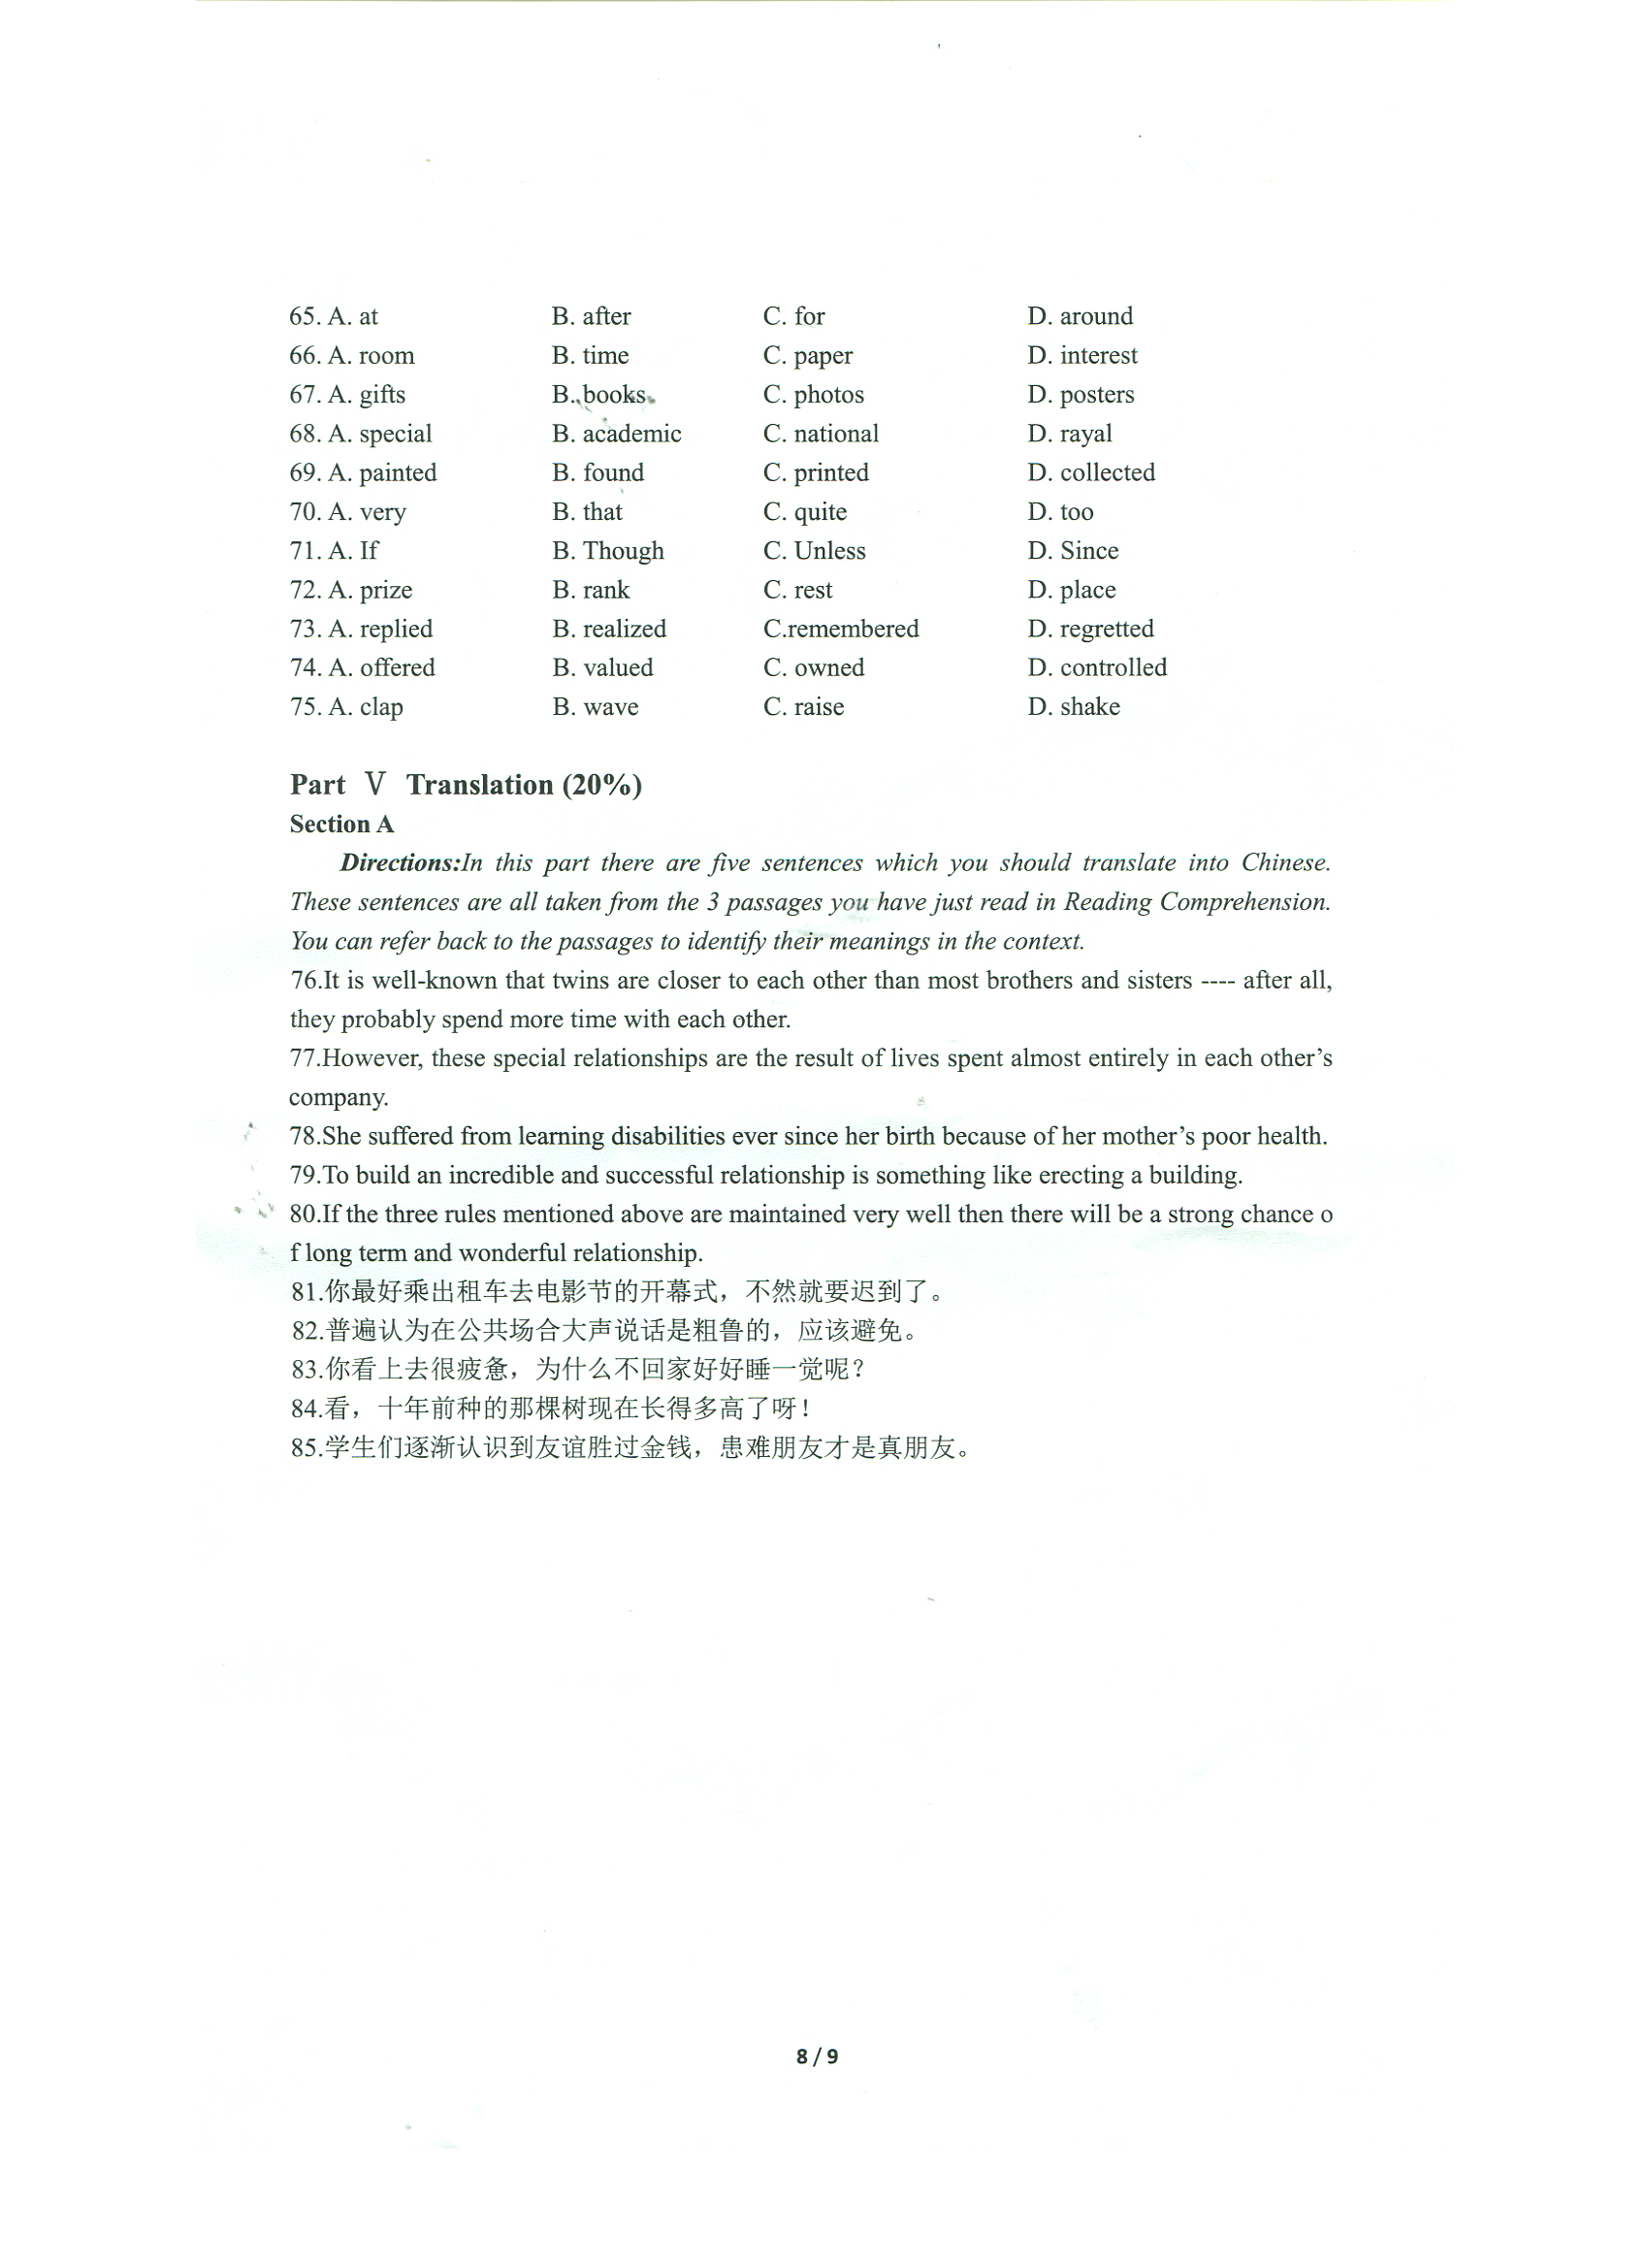 65. A. at B. after C. for D. around
66. A. room B. time C. paper D. interest
67. A. gifts B. books C. photos D. posters
68. A. special B. academic C. national D. rayal
69. A. painted B. found C. printed D. collected
70. A. very B. that C. quite D. too
71. A. If B. Though C. Unless D. Since
72. A. prize B. rank C. rest D. place
73. A. replied B. realized C.remembered D. regretted
74. A. offered B. valued C. owned D. controlled
75. A. clap B. wave C. raise D. shake
Part Ⅴ Translation (20%)
Section A
Directions:In this part there are five sentences which you should translate into Chinese.
These sentences are all taken from the 3 passages you have just read in Reading Comprehension.
You can refer back to the passages to identify their meanings in the context.
76.It is well-known that twins are closer to each other than most brothers and sisters ---- after all,
they probably spend more time with each other.
77.However, these special relationships are the result of lives spent almost entirely in each other’s
company.
78.She suffered from learning disabilities ever since her birth because of her mother’s poor health.
79.To build an incredible and successful relationship is something like erecting a building.
80.If the three rules mentioned above are maintained very well then there will be a strong chance o
f long term and wonderful relationship.
81.你最好乘出租车去电影节的开幕式，不然就要迟到了。
82.普遍认为在公共场合大声说话是粗鲁的，应该避免。
83.你看上去很疲惫，为什么不回家好好睡一觉呢？
84.看，十年前种的那棵树现在长得多高了呀！
85.学生们逐渐认识到友谊胜过金钱，患难朋友才是真朋友。
8 / 9